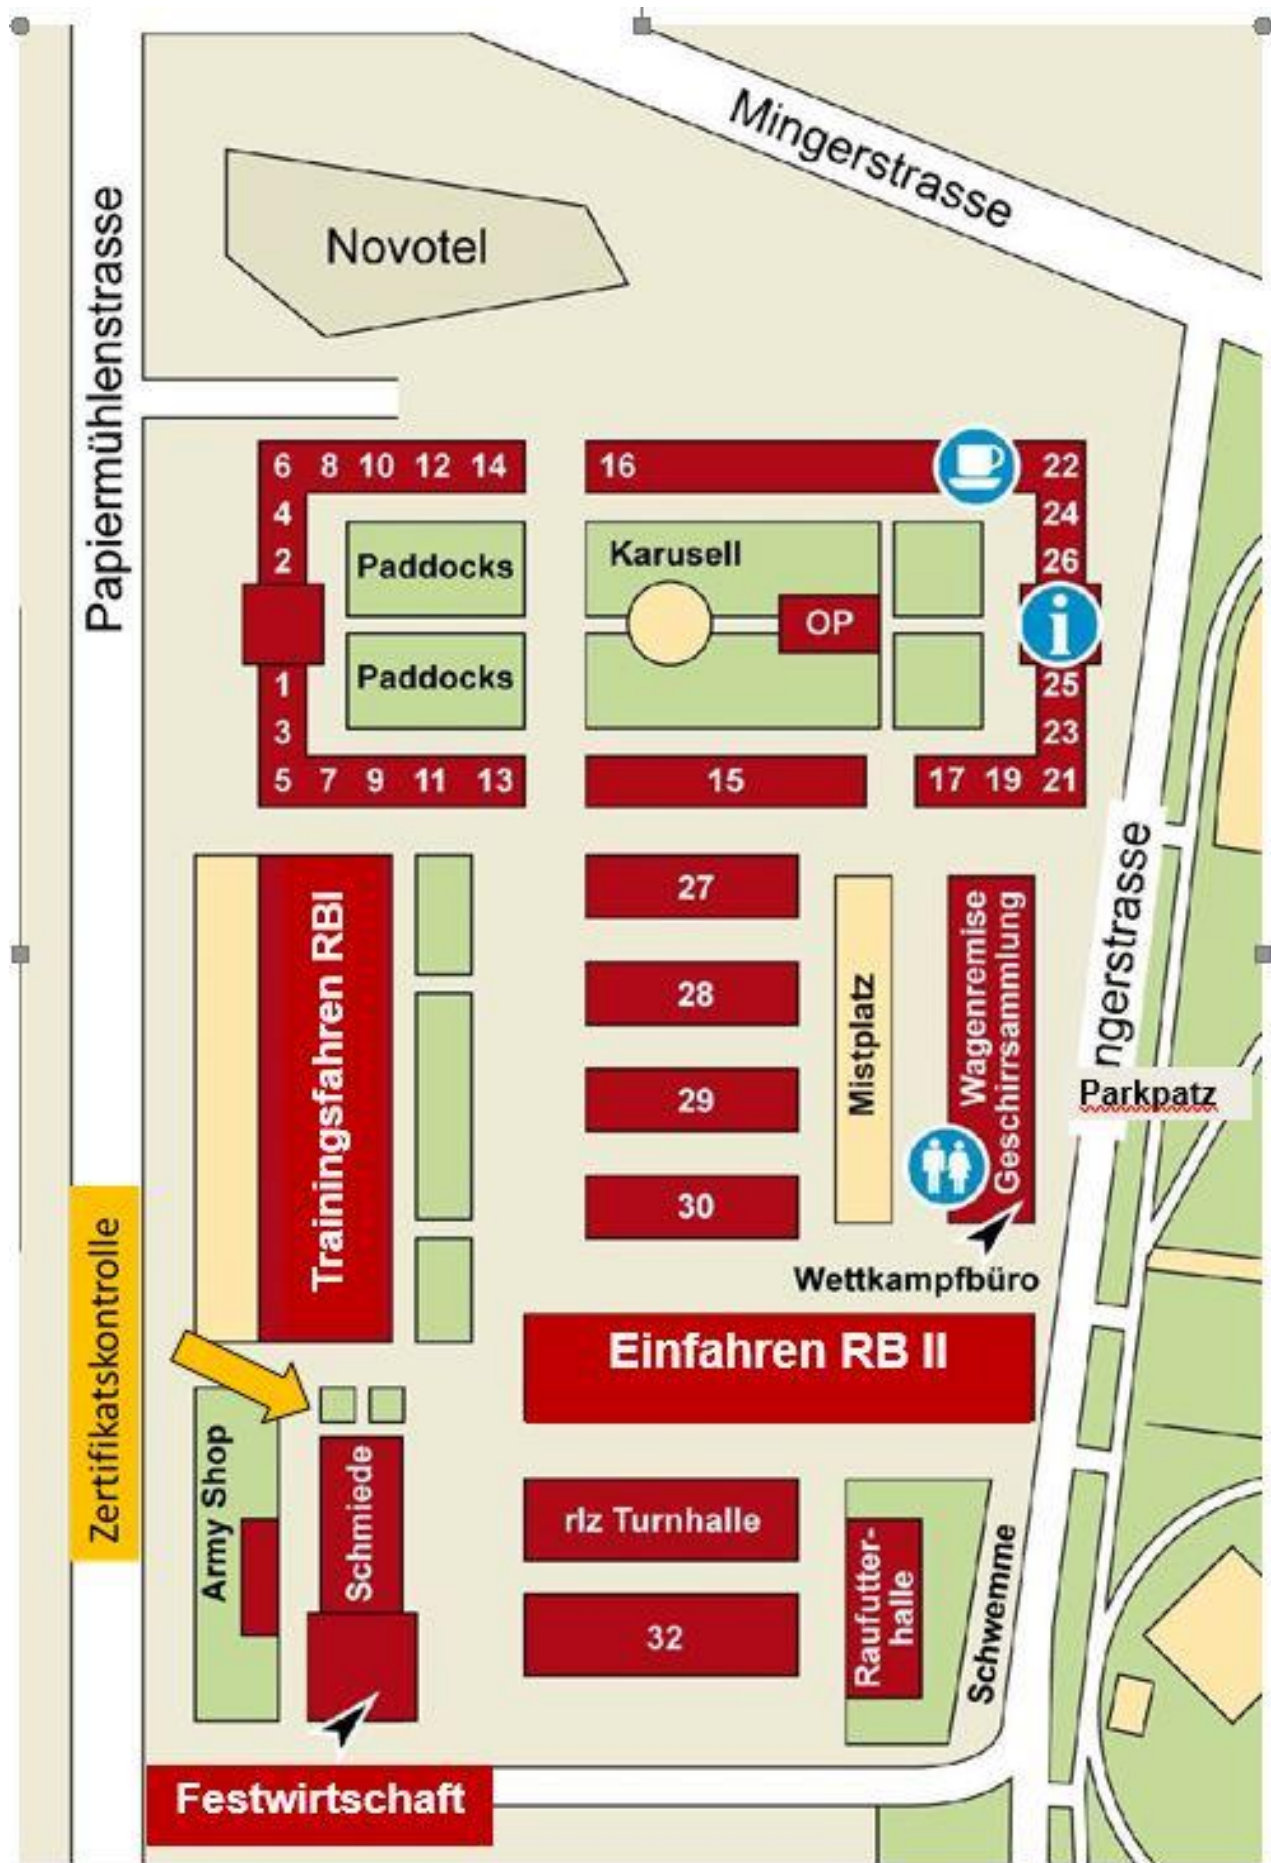 Mingerstrasse
Papiermühlenstrasse
Novotel
6 8 10 12 14
16
22
4
24
2
26
Paddocks
Karusell
OP
i
Paddocks
1
25
3
23
5 7 9 11 13
15
17 19 21
Trainingsfahren RBI
27
28
29
30
Mistplatz
Wagenremise
Geschirrsammlung
ngerstrasse
Parkpatz
Wettkampfbüro
Zertifikatskontrolle
Einfahren RB II
Army Shop
Schmiede
rlz Turnhalle
32
Raufutter-
halle
Schwemme
Festwirtschaft